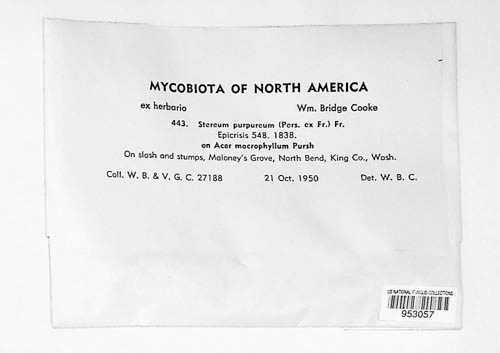 MYCOBIOTA OF NORTH AMERICA
ex herbario Wm. Bridge Cooke
443. Stereum purpureum (Pers. ex Fr.) Fr.
Epicrisis 548. 1838.
on Acer macrophyllum Pursh
On slash and stumps, Maloney's Grove, North Bend, King Co., Wash.
Coll. W. B. & V. G. C. 27188 21 Oct. 1950 Det. W. B. C.
US NATIONAL FUNGUS COLLECTIONS
953057